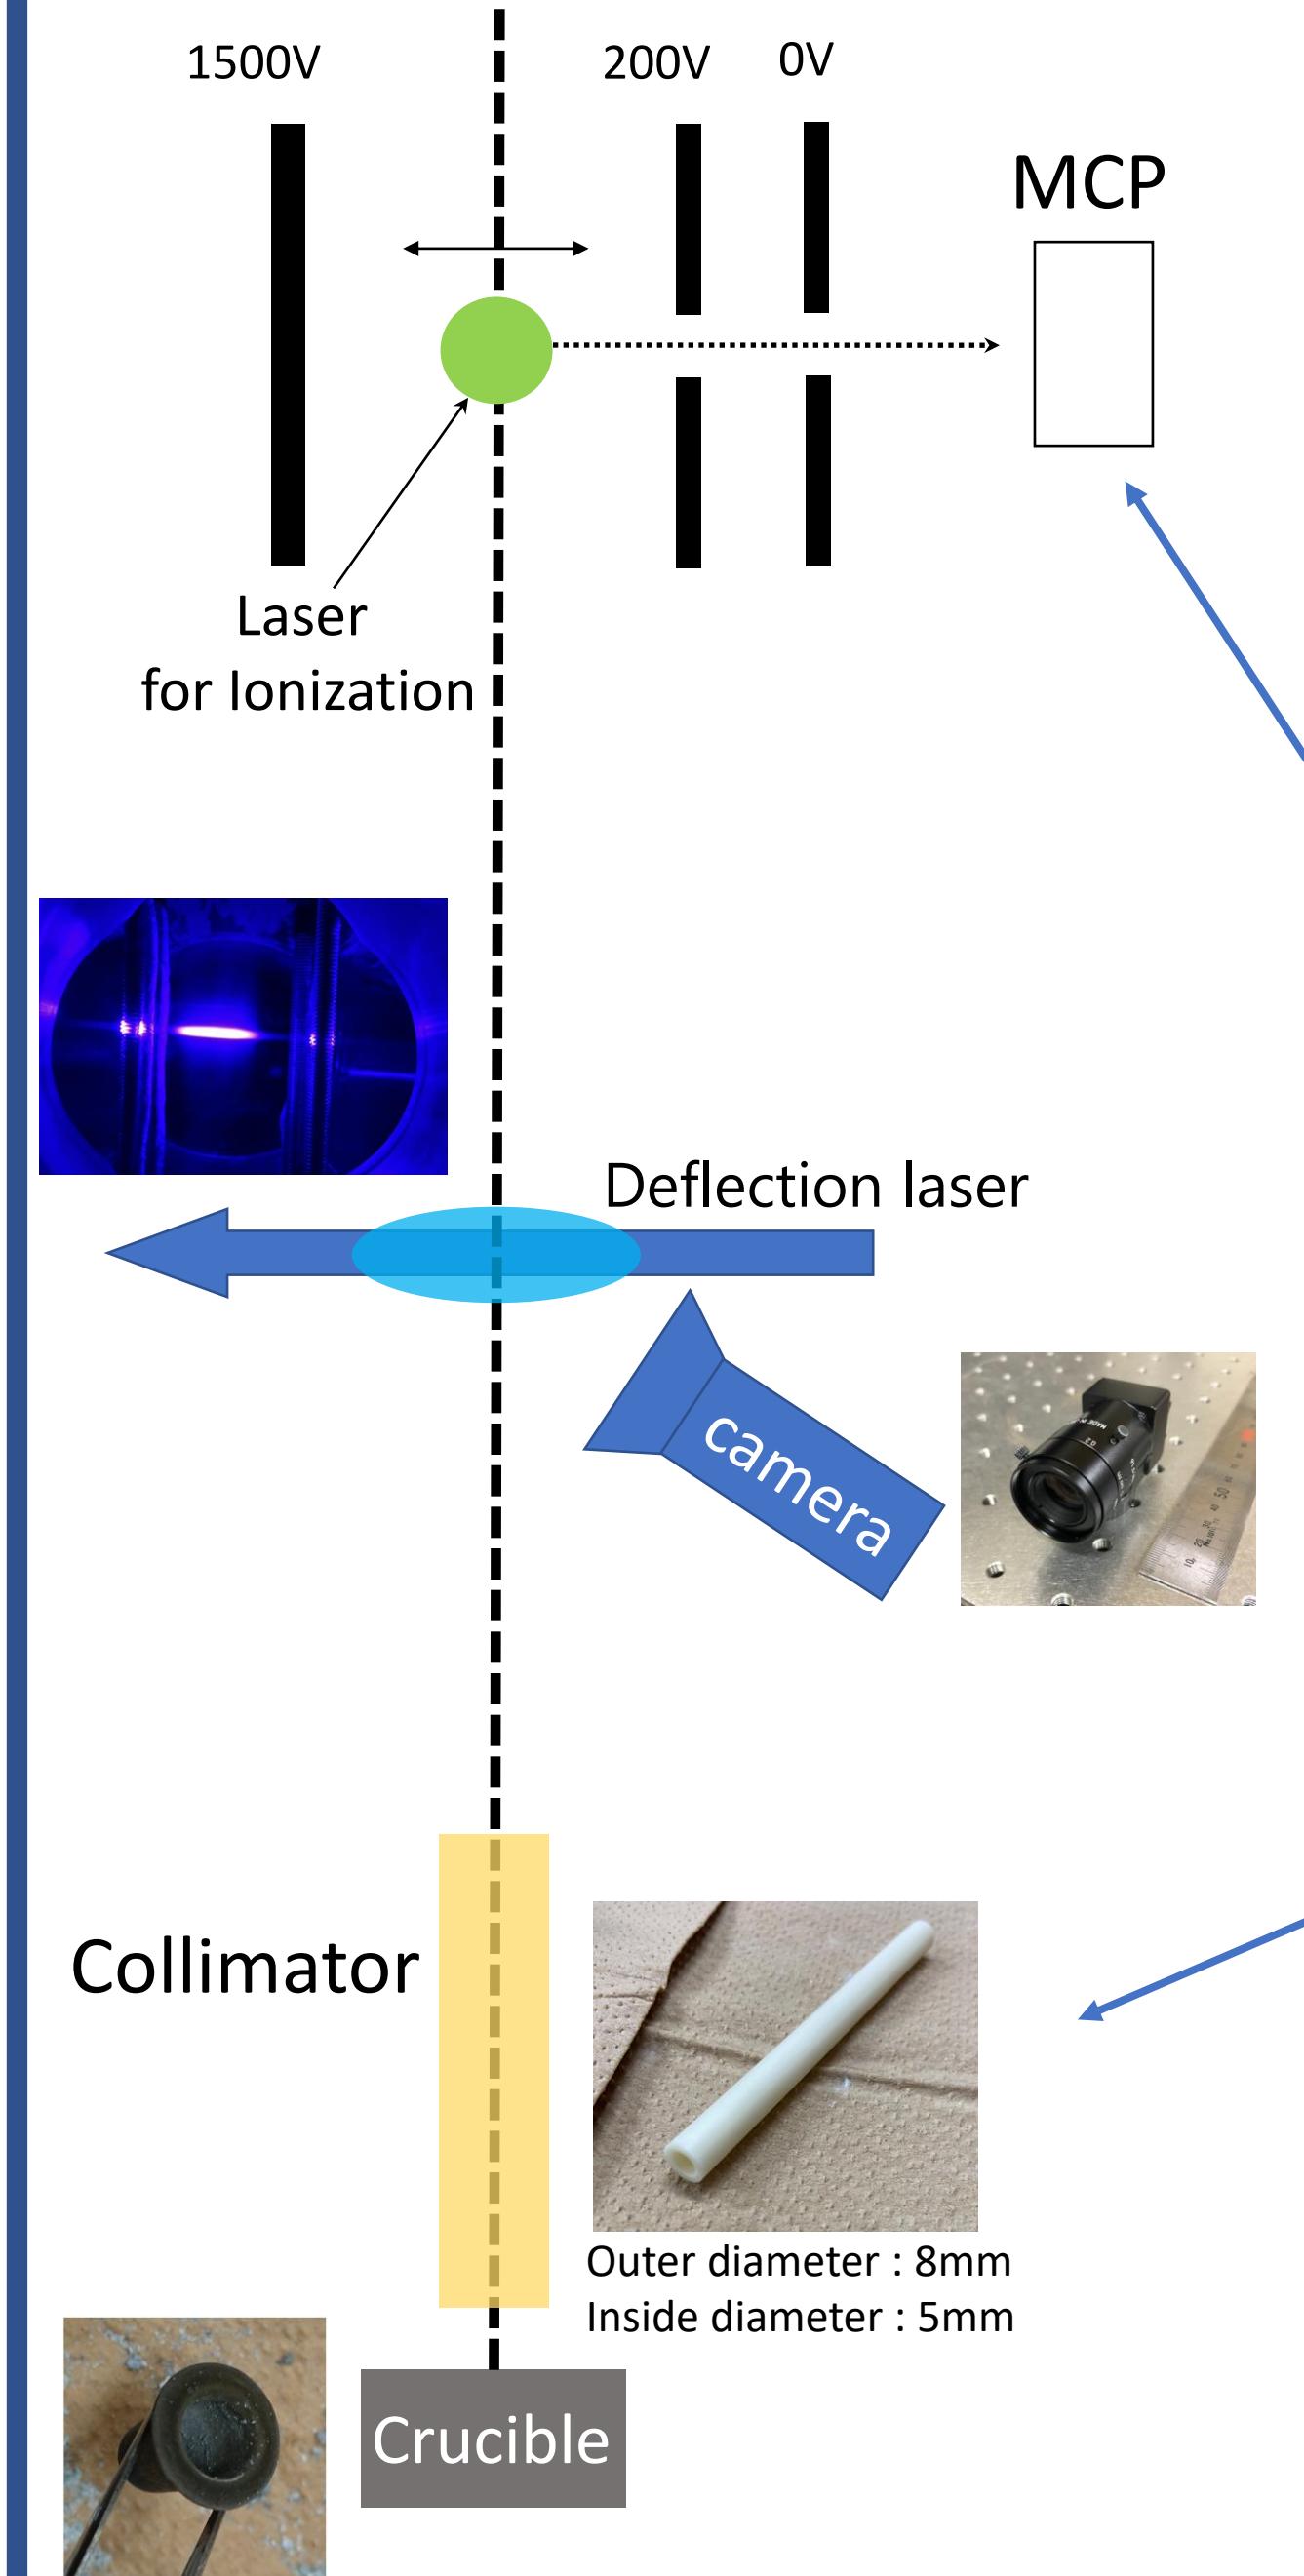 1500V
200V
0V
MCP
Laser
for Ionization
Deflection laser
camera
Collimator
Outer diameter : 8mm
Inside diameter : 5mm
Crucible